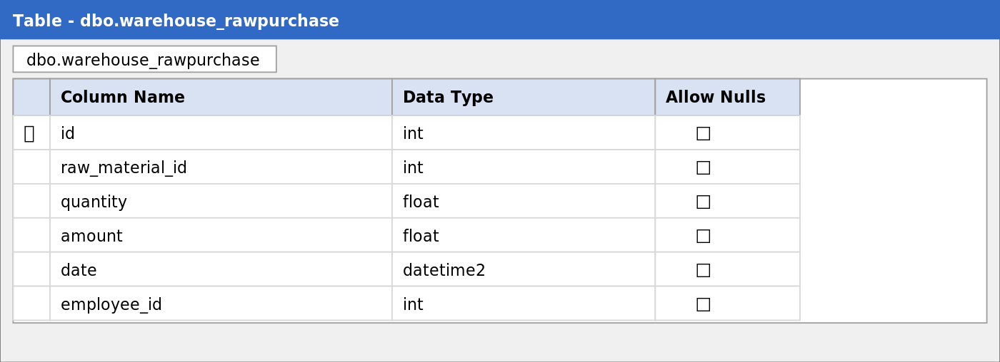 Table - dbo.warehouse_rawpurchase
dbo.warehouse_rawpurchase
Column Name Data Type Allow Nulls
id int ☐
raw_material_id int ☐
quantity float ☐
amount float ☐
date datetime2 ☐
employee_id int ☐